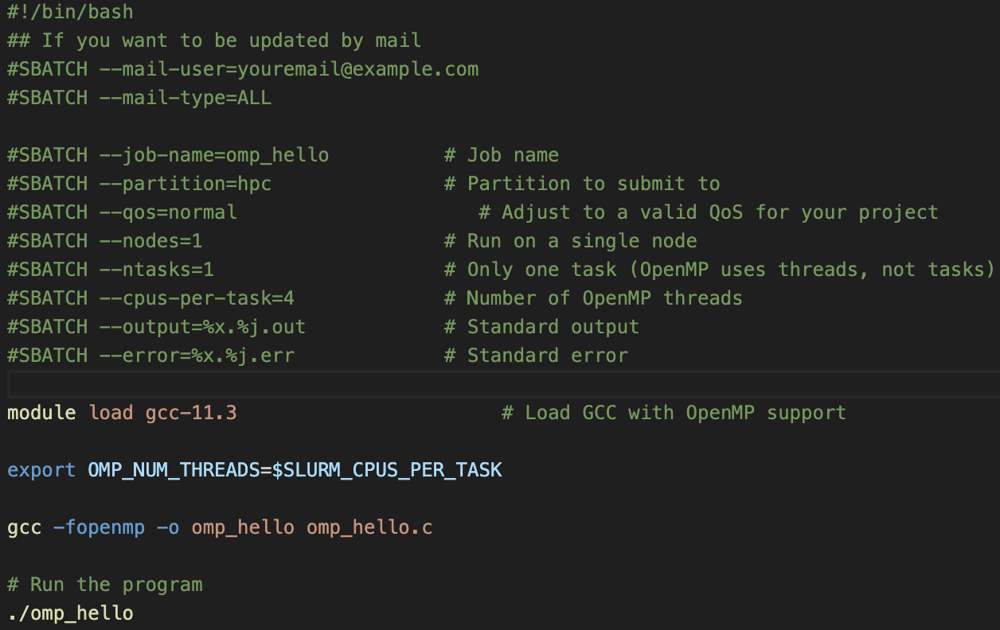 #!/bin/bash
## If you want to be updated by mail
#SBATCH --mail-user=youremail@example.com
#SBATCH --mail-type=ALL
#SBATCH --job-name=omp_hello          # Job name
#SBATCH --partition=hpc               # Partition to submit to
#SBATCH --qos=normal                     # Adjust to a valid QoS for your project
#SBATCH --nodes=1                     # Run on a single node
#SBATCH --ntasks=1                    # Only one task (OpenMP uses threads, not tasks)
#SBATCH --cpus-per-task=4             # Number of OpenMP threads
#SBATCH --output=%x.%j.out            # Standard output
#SBATCH --error=%x.%j.err             # Standard error
module load gcc-11.3                       # Load GCC with OpenMP support
export OMP_NUM_THREADS=$SLURM_CPUS_PER_TASK
gcc -fopenmp -o omp_hello omp_hello.c
# Run the program
./omp_hello